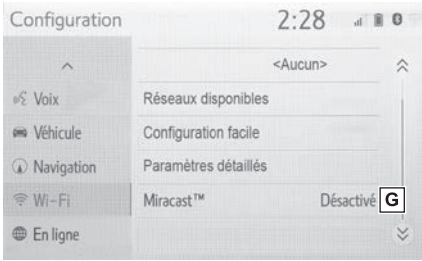 Configuration 2:28
<Aucun>
Voix Réseaux disponibles
Véhicule Configuration facile
Navigation Paramètres détaillés
Wi-Fi Miracast™ Désactivé G
En ligne